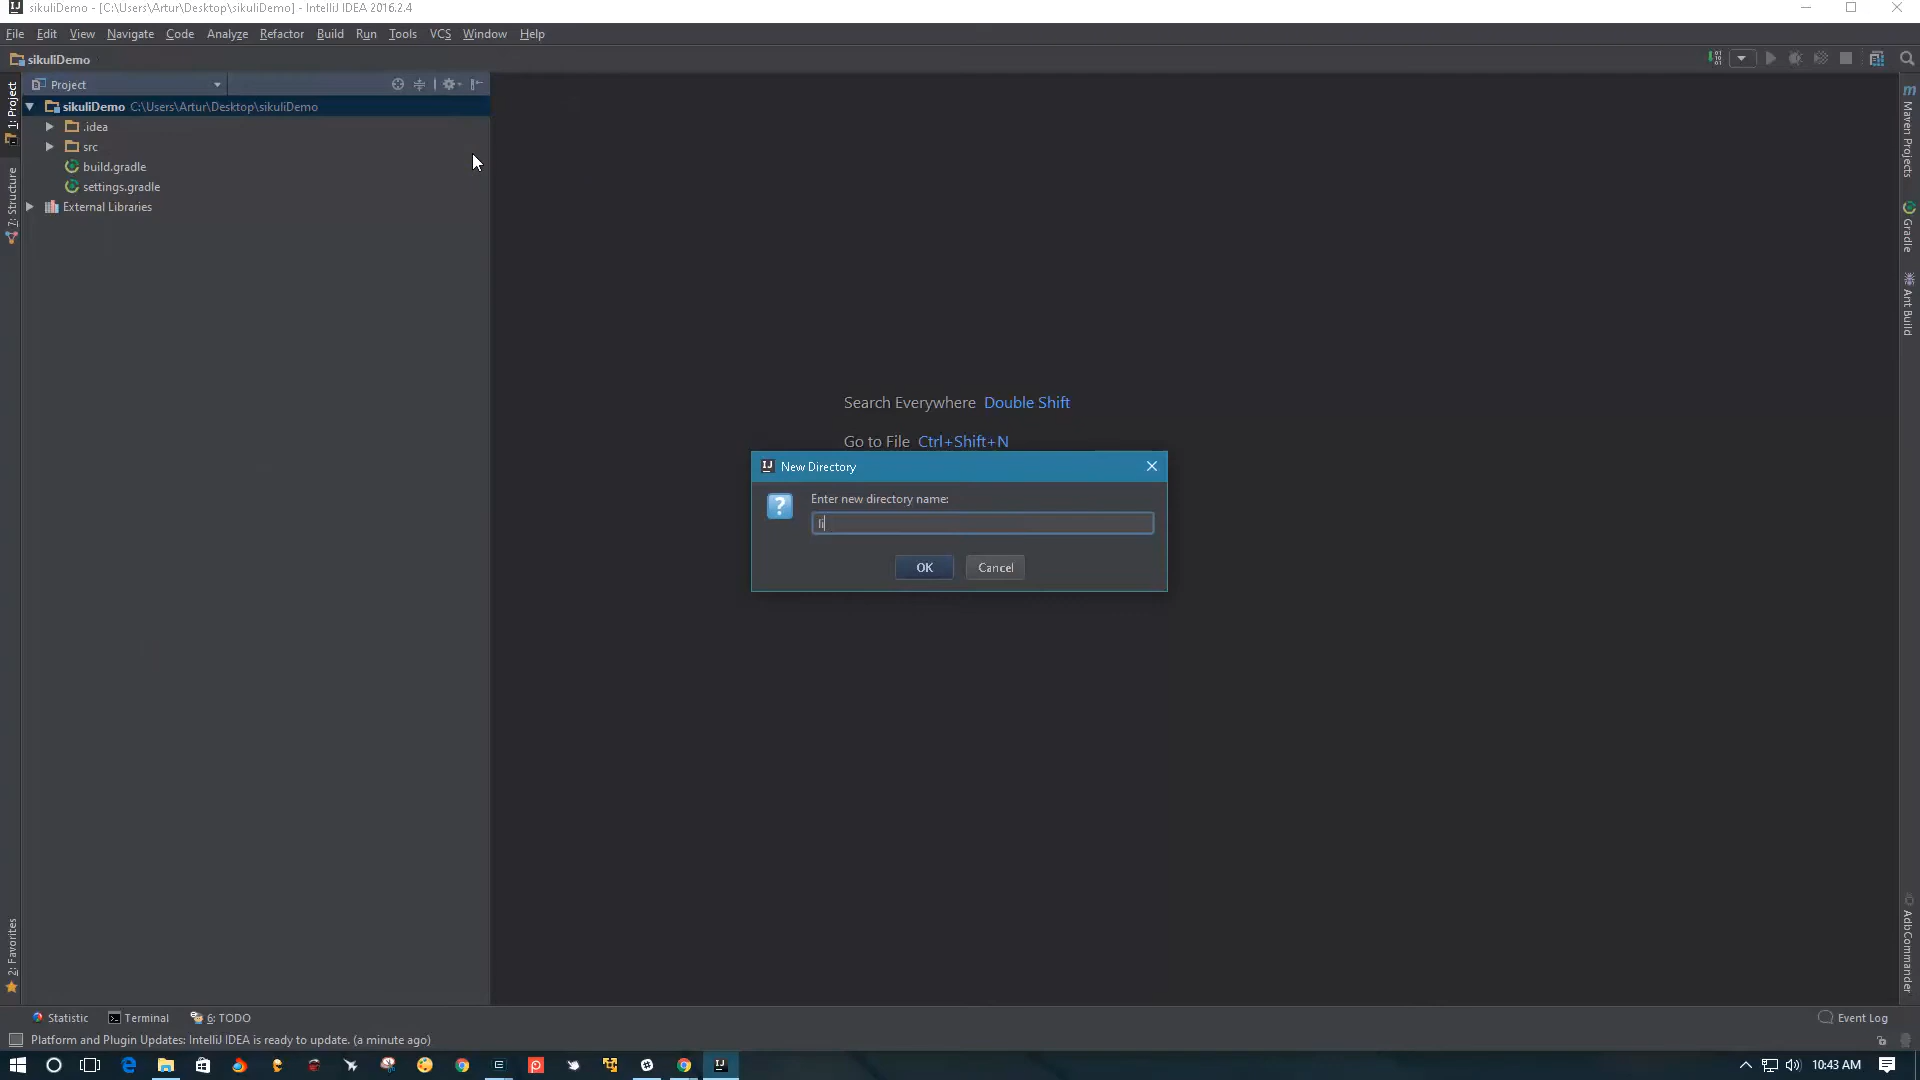 sikuliDemo - [C:\Users\Artur\Desktop\sikuliDemo] - IntelliJ IDEA 2016.2.4
File Edit View Navigate Code Analyze Refactor Build Run Tools VCS Window Help
sikuliDemo
Project
sikuliDemo C:\Users\Artur\Desktop\sikuliDemo
.idea
src
build.gradle
settings.gradle
External Libraries
1: Project
7: Structure
2: Favorites
Maven Projects
Gradle
Ant Build
AdbCommander
Search Everywhere Double Shift
Go to File Ctrl+Shift+N
New Directory
Enter new directory name:
li
OK Cancel
Statistic Terminal 6: TODO Event Log
Platform and Plugin Updates: IntelliJ IDEA is ready to update. (a minute ago)
10:43 AM